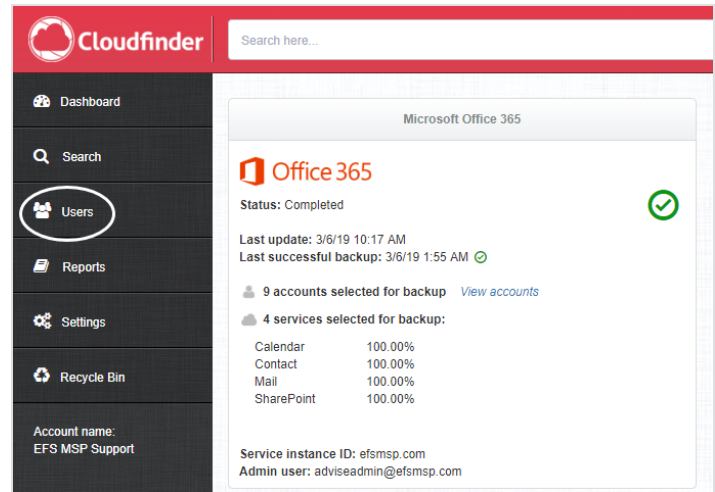 Cloudfinder
Search here...
Dashboard
Search
Users
Reports
Settings
Recycle Bin
Account name:
EFS MSP Support
Microsoft Office 365
Office 365
Status: Completed
Last update: 3/6/19 10:17 AM
Last successful backup: 3/6/19 1:55 AM
9 accounts selected for backup View accounts
4 services selected for backup:
Calendar 100.00%
Contact 100.00%
Mail 100.00%
SharePoint 100.00%
Service instance ID: efsmsp.com
Admin user: adviseadmin@efsmsp.com